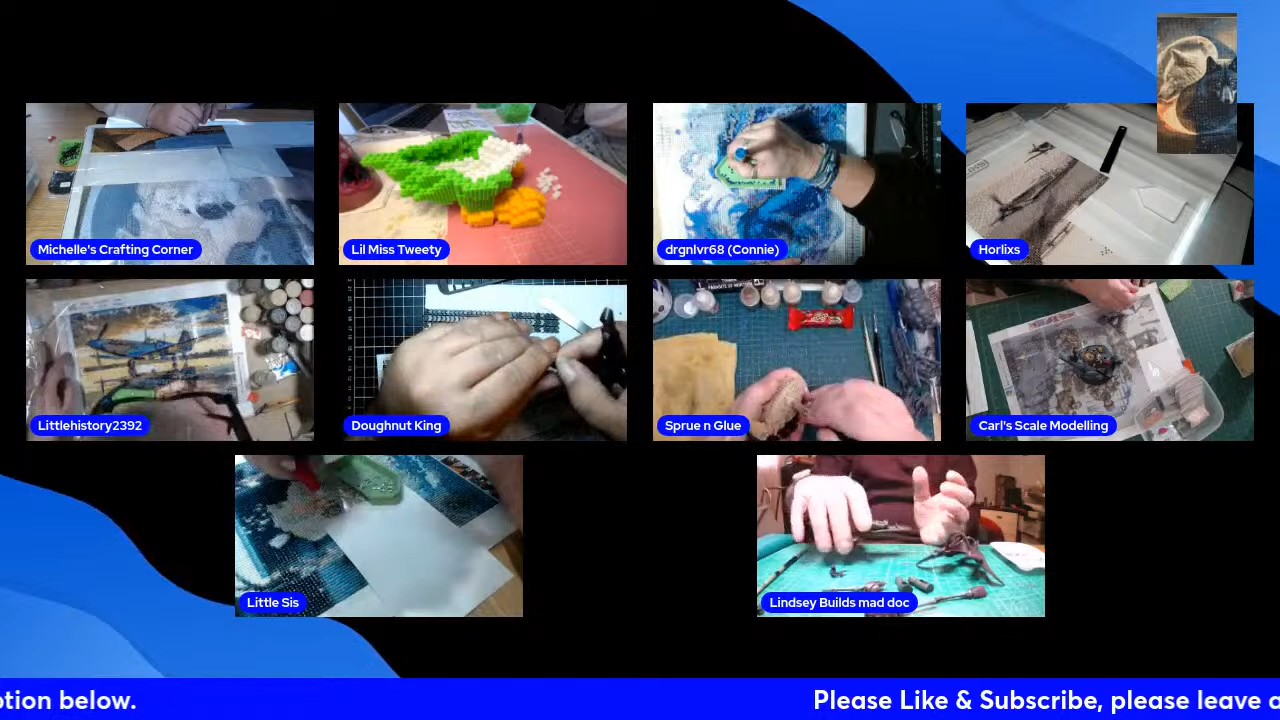 Michelle's Crafting Corner
Lil Miss Tweety
drgnlvr68 (Connie)
Horlixs
Littlehistory2392
Doughnut King
Sprue n Glue
Carl's Scale Modelling
Little Sis
Lindsey Builds mad doc
ption below.
Please Like & Subscribe, please leave a